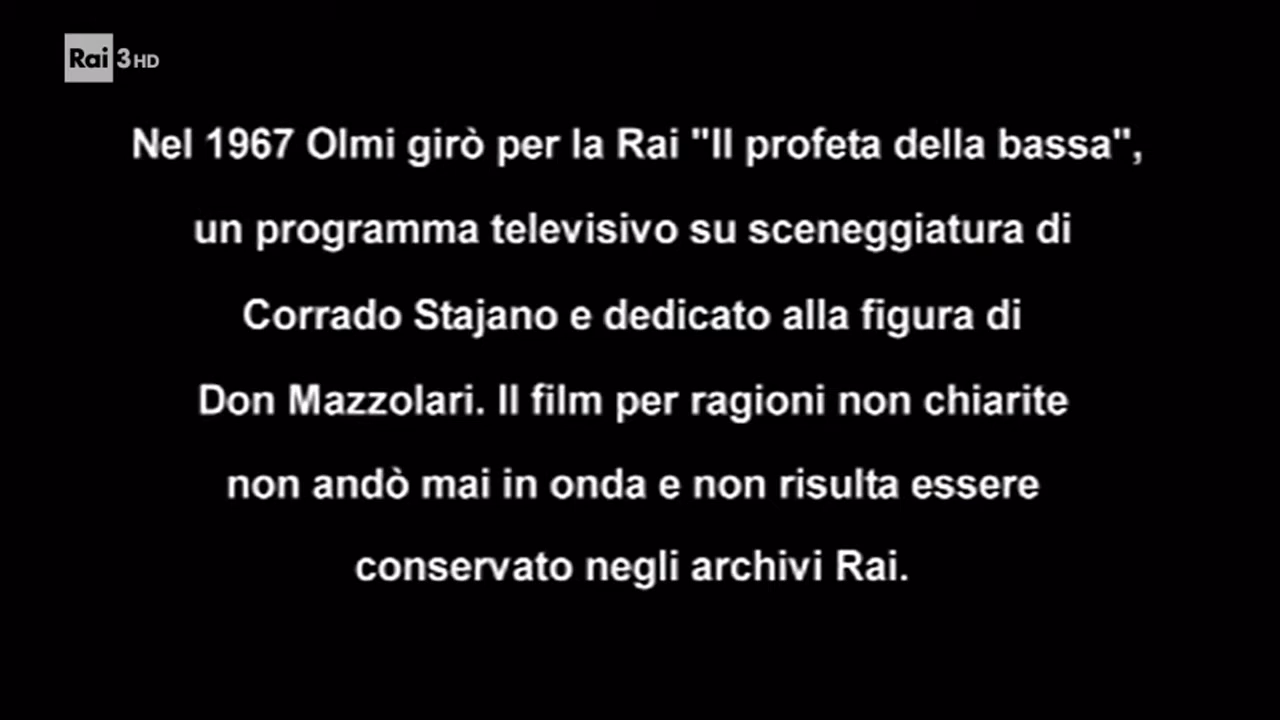 Rai 3 HD
Nel 1967 Olmi girò per la Rai "Il profeta della bassa",
un programma televisivo su sceneggiatura di
Corrado Stajano e dedicato alla figura di
Don Mazzolari. Il film per ragioni non chiarite
non andò mai in onda e non risulta essere
conservato negli archivi Rai.